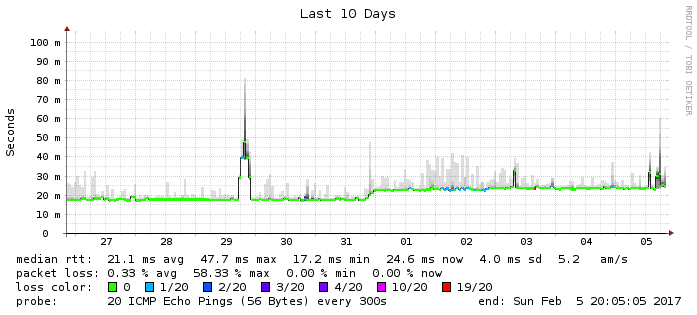 Last 10 Days
RRDTOOL / TOBI OETIKER
Seconds
100 m
90 m
80 m
70 m
60 m
50 m
40 m
30 m
20 m
10 m
0
27 28 29 30 31 01 02 03 04 05
median rtt: 21.1 ms avg 47.7 ms max 17.2 ms min 24.6 ms now 4.0 ms sd 5.2 am/s
packet loss: 0.33 % avg 58.33 % max 0.00 % min 0.00 % now
loss color: 0 1/20 2/20 3/20 4/20 10/20 19/20
probe: 20 ICMP Echo Pings (56 Bytes) every 300s end: Sun Feb 5 20:05:05 2017